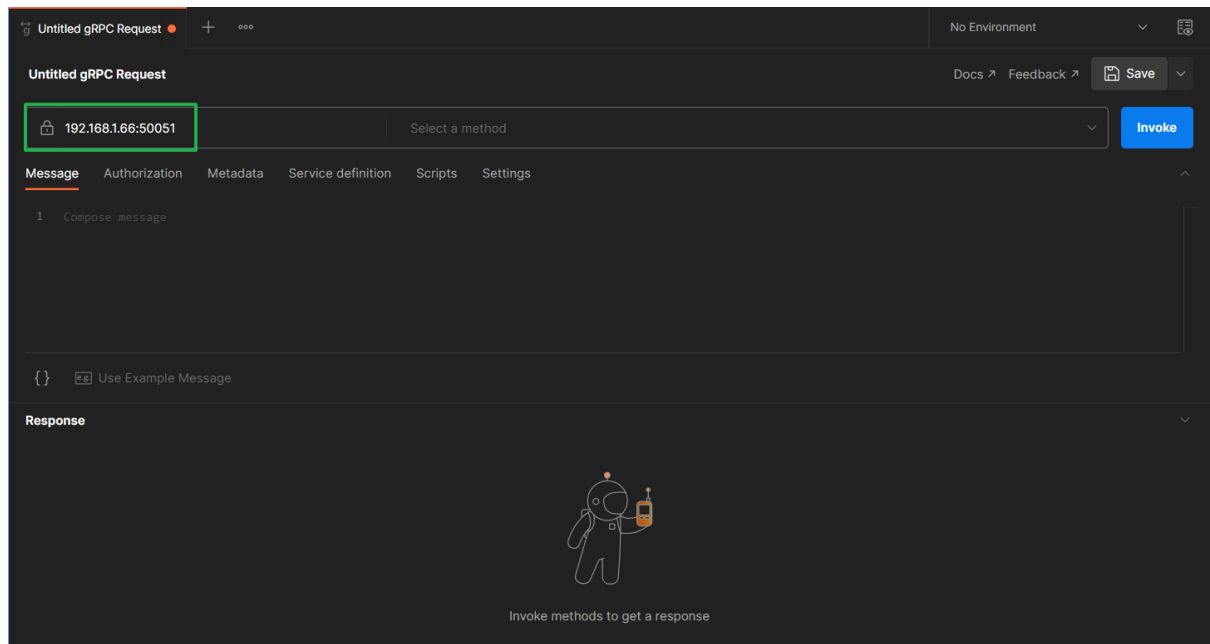 Untitled gRPC Request No Environment
Untitled gRPC Request Docs Feedback Save
192.168.1.66:50051 Select a method Invoke
Message Authorization Metadata Service definition Scripts Settings
1 Compose message
{} e.g Use Example Message
Response
Invoke methods to get a response